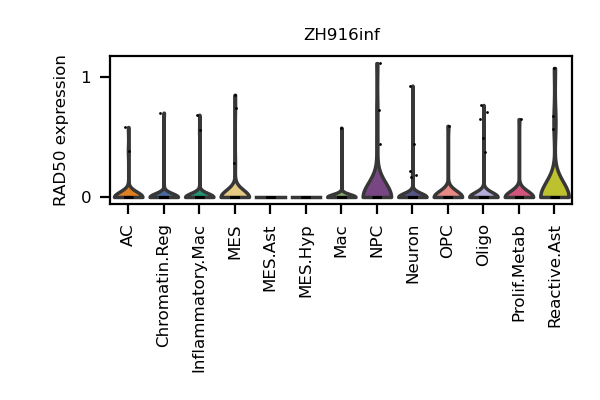 ZH916inf
RAD50 expression
1
0
AC
Chromatin.Reg
Inflammatory.Mac
MES
MES.Ast
MES.Hyp
Mac
NPC
Neuron
OPC
Oligo
Prolif.Metab
Reactive.Ast